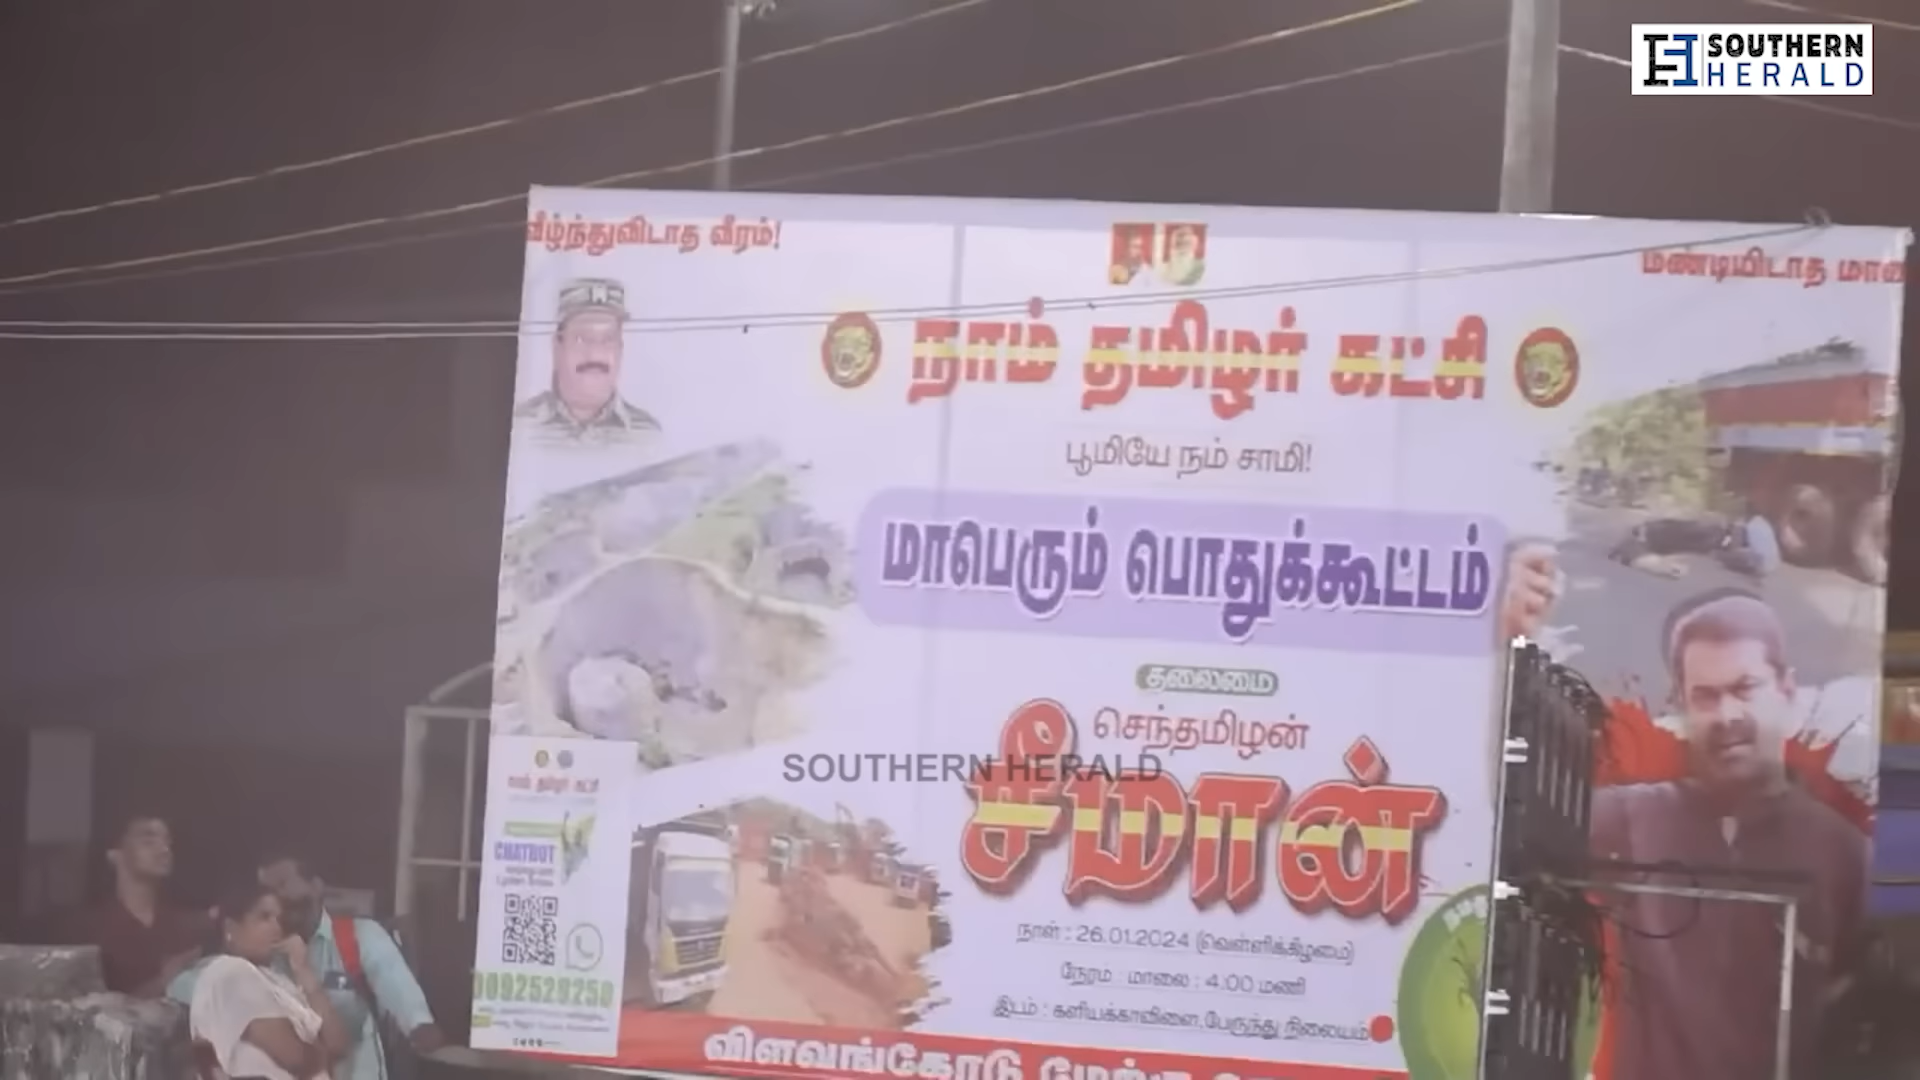 SOUTHERN
HERALD
வீழ்ந்துவிடாத வீரம்!
மண்டியிடாத
நாம் தமிழர் கட்சி
பூமியே நம் சாமி!
மாபெரும் பொதுக்கூட்டம்
தலைமை
செந்தமிழன்
சீமான்
SOUTHERN HERALD
நாள் : 26.01.2024 (வெள்ளிக்கிழமை)
நேரம் : மாலை : 4.00 மணி
இடம் : களியக்காவிளை பேருந்து நிலையம்
நாம் தமிழர் கட்சி
CHATBOT
விளவங்கோடு மேற்கு